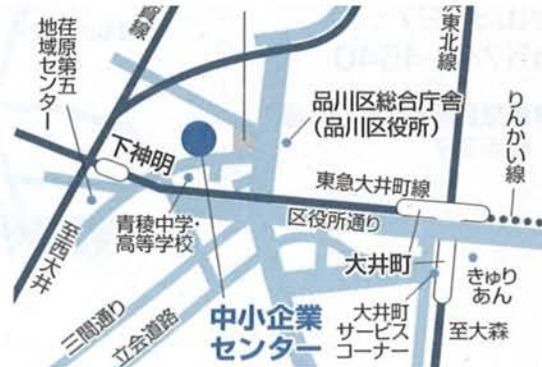 荏原第五
地域センター
下神明
品川区総合庁舎
（品川区役所）
りんかい線
東急大井町線
区役所通り
青稜中学・
高等学校
至西大井
大井町
きゅり
あん
三間通り
立会道路
中小企業
センター
大井町
サービス
コーナー
至大森
東北線